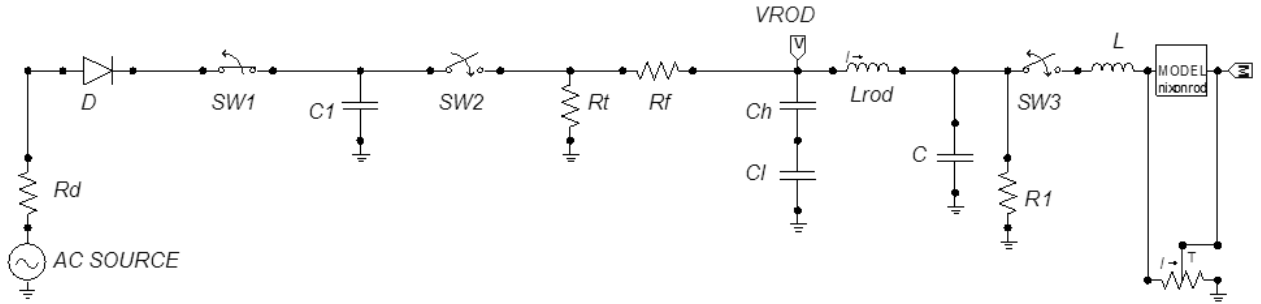 VROD
V
I→
L
MODEL
nixonrod
M
D
SW1
C1
SW2
Rt
Rf
Ch
Lrod
SW3
Cl
C
R1
Rd
AC SOURCE
I→
T